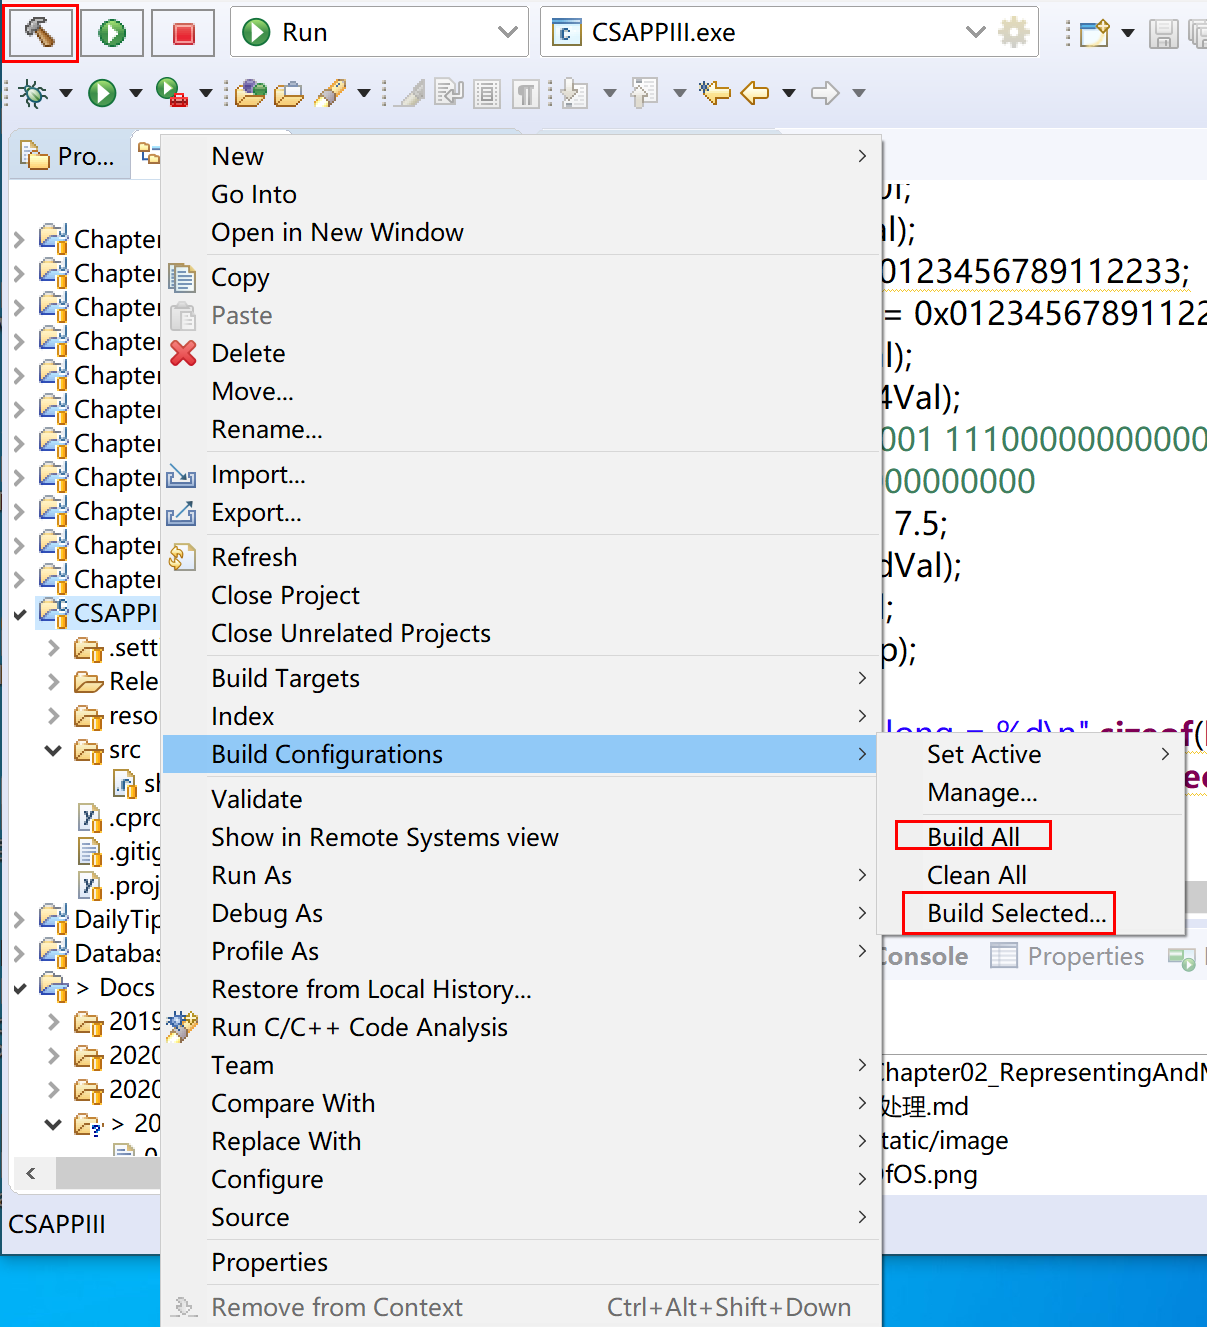 Run
CSAPPIII.exe
Pro...
New
Go Into
Open in New Window
Copy
Paste
Delete
Move...
Rename...
Import...
Export...
Refresh
Close Project
Close Unrelated Projects
Build Targets
Index
Build Configurations
Validate
Show in Remote Systems view
Run As
Debug As
Profile As
Restore from Local History...
Run C/C++ Code Analysis
Team
Compare With
Replace With
Configure
Source
Properties
Remove from Context Ctrl+Alt+Shift+Down
Set Active
Manage...
Build All
Clean All
Build Selected...
Chapter
Chapter
Chapter
Chapter
Chapter
Chapter
Chapter
Chapter
Chapter
Chapter
Chapter
CSAPPI
.sett
Rele
reso
src
sh
.cpro
.gitig
.proj
DailyTip
Databas
> Docs
2019
2020
2020
> 20
CSAPPIII
al);
0123456789112233;
= 0x01234567891122
l);
4Val);
001 11100000000000
00000000
7.5;
dVal);
;
p);
long = %d\n" sizeof(
Console
Properties
Chapter02_RepresentingAndM
处理.md
tatic/image
OfOS.png